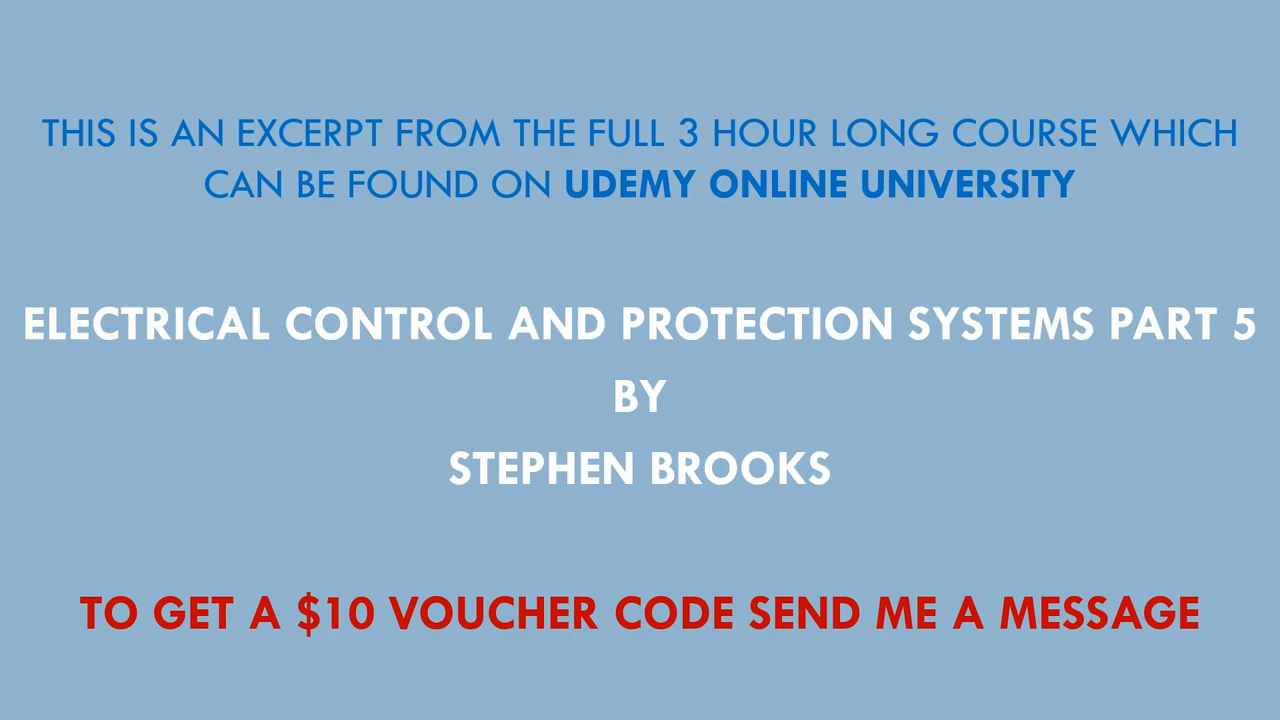 THIS IS AN EXCERPT FROM THE FULL 3 HOUR LONG COURSE WHICH
CAN BE FOUND ON UDEMY ONLINE UNIVERSITY
ELECTRICAL CONTROL AND PROTECTION SYSTEMS PART 5
BY
STEPHEN BROOKS
TO GET A $10 VOUCHER CODE SEND ME A MESSAGE